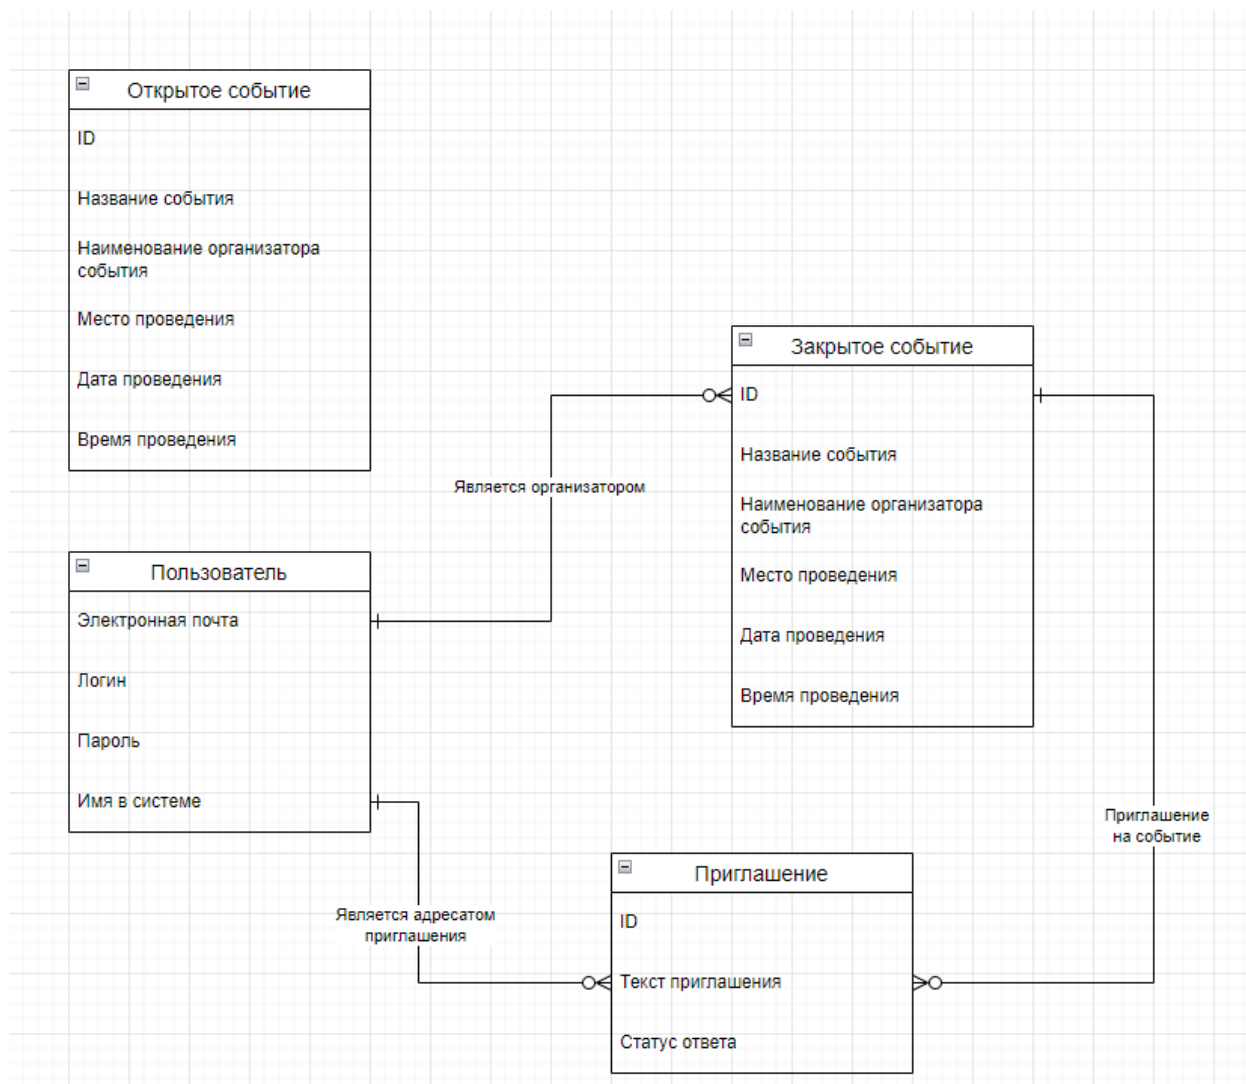 Открытое событие
ID
Название события
Наименование организатора
события
Место проведения
Дата проведения
Время проведения
Закрытое событие
ID
Название события
Наименование организатора
события
Место проведения
Дата проведения
Время проведения
Является организатором
Пользователь
Электронная почта
Логин
Пароль
Имя в системе
Приглашение
на событие
Является адресатом
приглашения
Приглашение
ID
Текст приглашения
Статус ответа